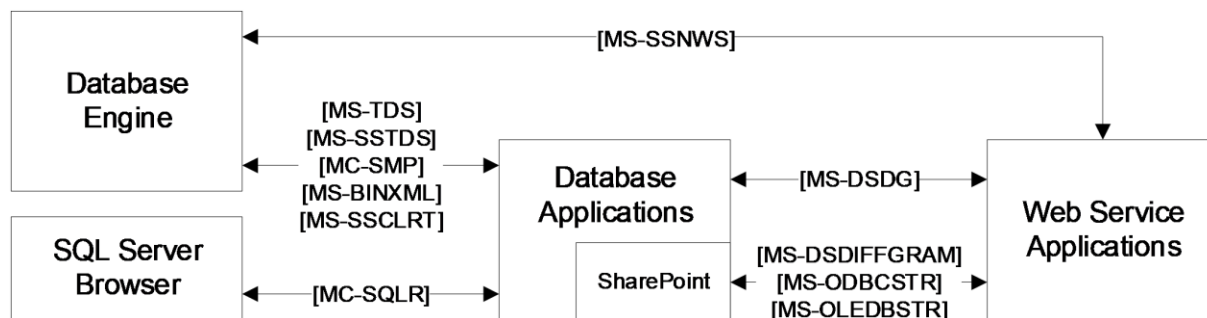 [MS-SSNWS]
Database
Engine
[MS-TDS]
[MS-SSTDS]
[MC-SMP]
[MS-BINXML]
[MS-SSCLRT]
Database
Applications
[MS-DSDG]
Web Service
Applications
SQL Server
Browser
[MC-SQLR]
SharePoint
[MS-DSDIFFGRAM]
[MS-ODBCSTR]
[MS-OLEDBSTR]